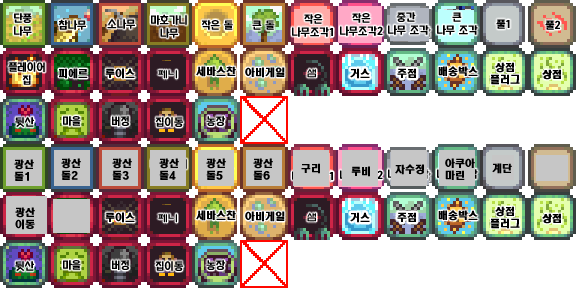 단풍 나무 참나무 소나무 마호가니 나무 작은 돌 큰 돌 작은 나무조각1 작은 나무조각2 중간 나무 조각 큰 나무 조각 풀1 풀2
플레이어 집 피에르 루이스 페니 세바스찬 아비게일 샘 거스 주점 배송박스 상점 플러그 상점
뒷산 마을 버정 집이동 농장
광산 돌1 광산 돌2 광산 돌3 광산 돌4 광산 돌5 광산 돌6 구리 루비 자수정 아쿠아 마린 계단
광산 이동 루이스 페니 세바스찬 아비게일 샘 거스 주점 배송박스 상점 플러그 상점
뒷산 마을 버정 집이동 농장